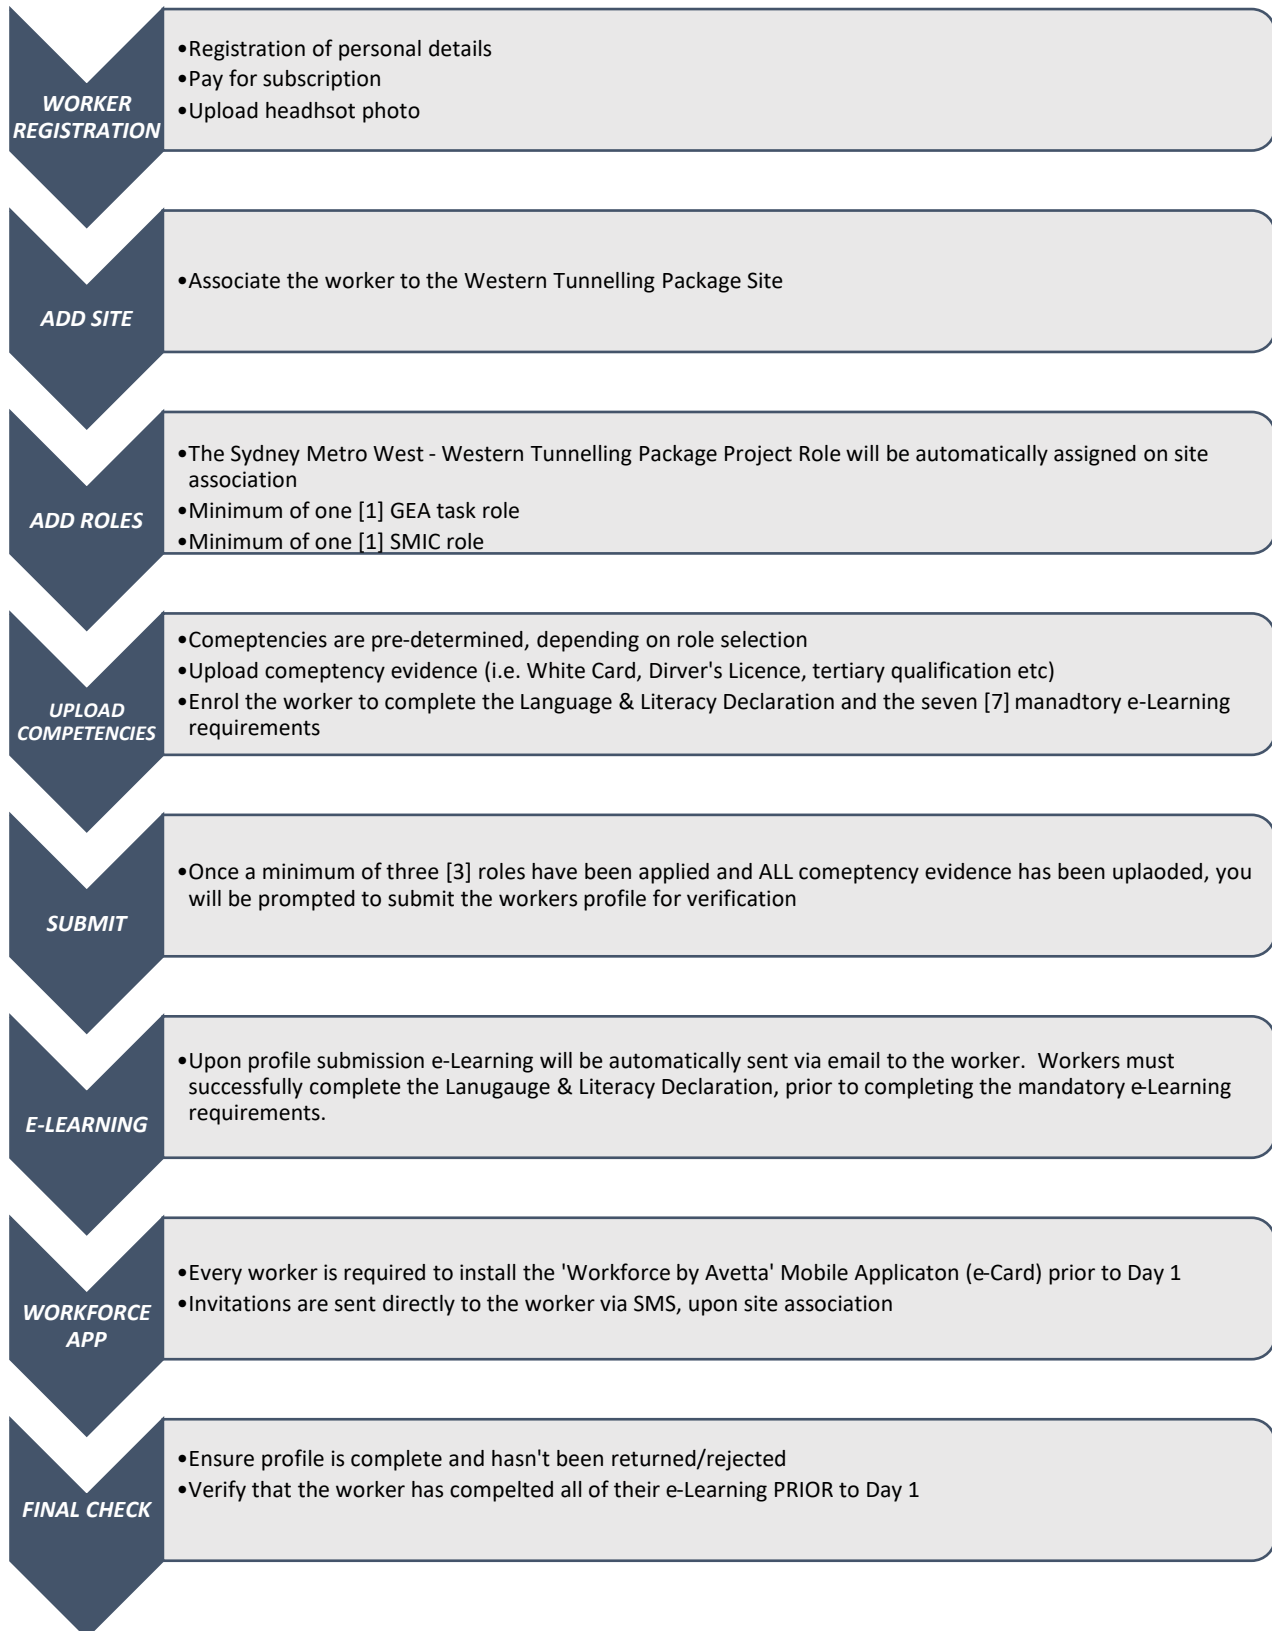 WORKER
REGISTRATION
•Registration of personal details
•Pay for subscription
•Upload headhsot photo
ADD SITE
•Associate the worker to the Western Tunnelling Package Site
ADD ROLES
•The Sydney Metro West - Western Tunnelling Package Project Role will be automatically assigned on site
association
•Minimum of one [1] GEA task role
•Minimum of one [1] SMIC role
UPLOAD
COMPETENCIES
•Comeptencies are pre-determined, depending on role selection
•Upload comeptency evidence (i.e. White Card, Dirver's Licence, tertiary qualification etc)
•Enrol the worker to complete the Language & Literacy Declaration and the seven [7] manadtory e-Learning
requirements
SUBMIT
•Once a minimum of three [3] roles have been applied and ALL comeptency evidence has been uplaoded, you
will be prompted to submit the workers profile for verification
E-LEARNING
•Upon profile submission e-Learning will be automatically sent via email to the worker.  Workers must
successfully complete the Lanugauge & Literacy Declaration, prior to completing the mandatory e-Learning
requirements.
WORKFORCE
APP
•Every worker is required to install the 'Workforce by Avetta' Mobile Applicaton (e-Card) prior to Day 1
•Invitations are sent directly to the worker via SMS, upon site association
FINAL CHECK
•Ensure profile is complete and hasn't been returned/rejected
•Verify that the worker has compelted all of their e-Learning PRIOR to Day 1